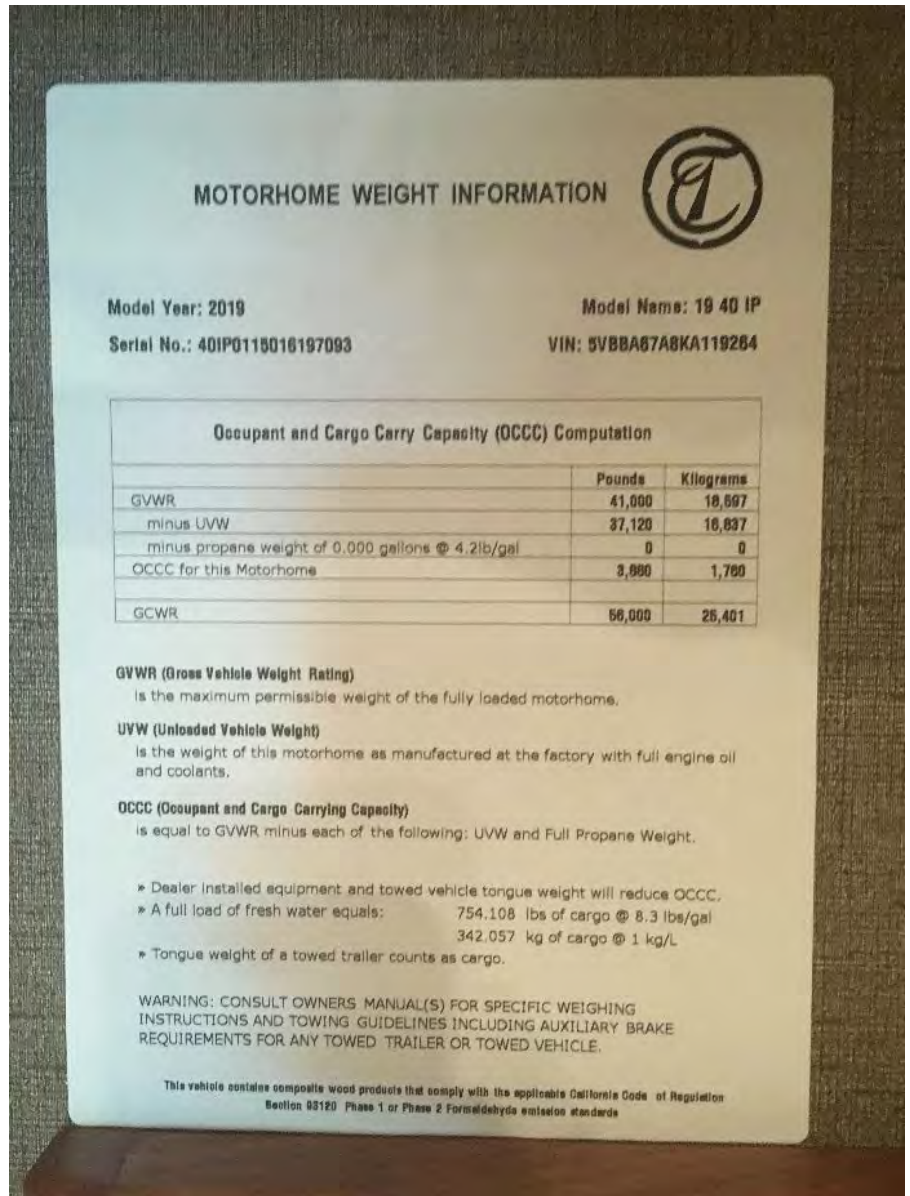 MOTORHOME WEIGHT INFORMATION
Model Year: 2019 Model Name: 19 40 IP
Serial No.: 40IP0115016197093 VIN: 5VBBA67A8KA119264
Occupant and Cargo Carry Capacity (OCCC) Computation
Pounds Kilograms
GVWR 41,000 18,597
minus UVW 37,120 16,837
minus propane weight of 0.000 gallons @ 4.2lb/gal 0 0
OCCC for this Motorhome 3,880 1,760
GCWR 56,000 25,401
GVWR (Gross Vehicle Weight Rating)
is the maximum permissible weight of the fully loaded motorhome.
UVW (Unloaded Vehicle Weight)
is the weight of this motorhome as manufactured at the factory with full engine oil
and coolants.
OCCC (Occupant and Cargo Carrying Capacity)
is equal to GVWR minus each of the following: UVW and Full Propane Weight.
» Dealer installed equipment and towed vehicle tongue weight will reduce OCCC.
» A full load of fresh water equals: 754.108 lbs of cargo @ 8.3 lbs/gal
342.057 kg of cargo @ 1 kg/L
» Tongue weight of a towed trailer counts as cargo.
WARNING: CONSULT OWNERS MANUAL(S) FOR SPECIFIC WEIGHING
INSTRUCTIONS AND TOWING GUIDELINES INCLUDING AUXILIARY BRAKE
REQUIREMENTS FOR ANY TOWED TRAILER OR TOWED VEHICLE.
This vehicle contains composite wood products that comply with the applicable California Code of Regulation
Section 93120 Phase 1 or Phase 2 Formaldehyde emission standards